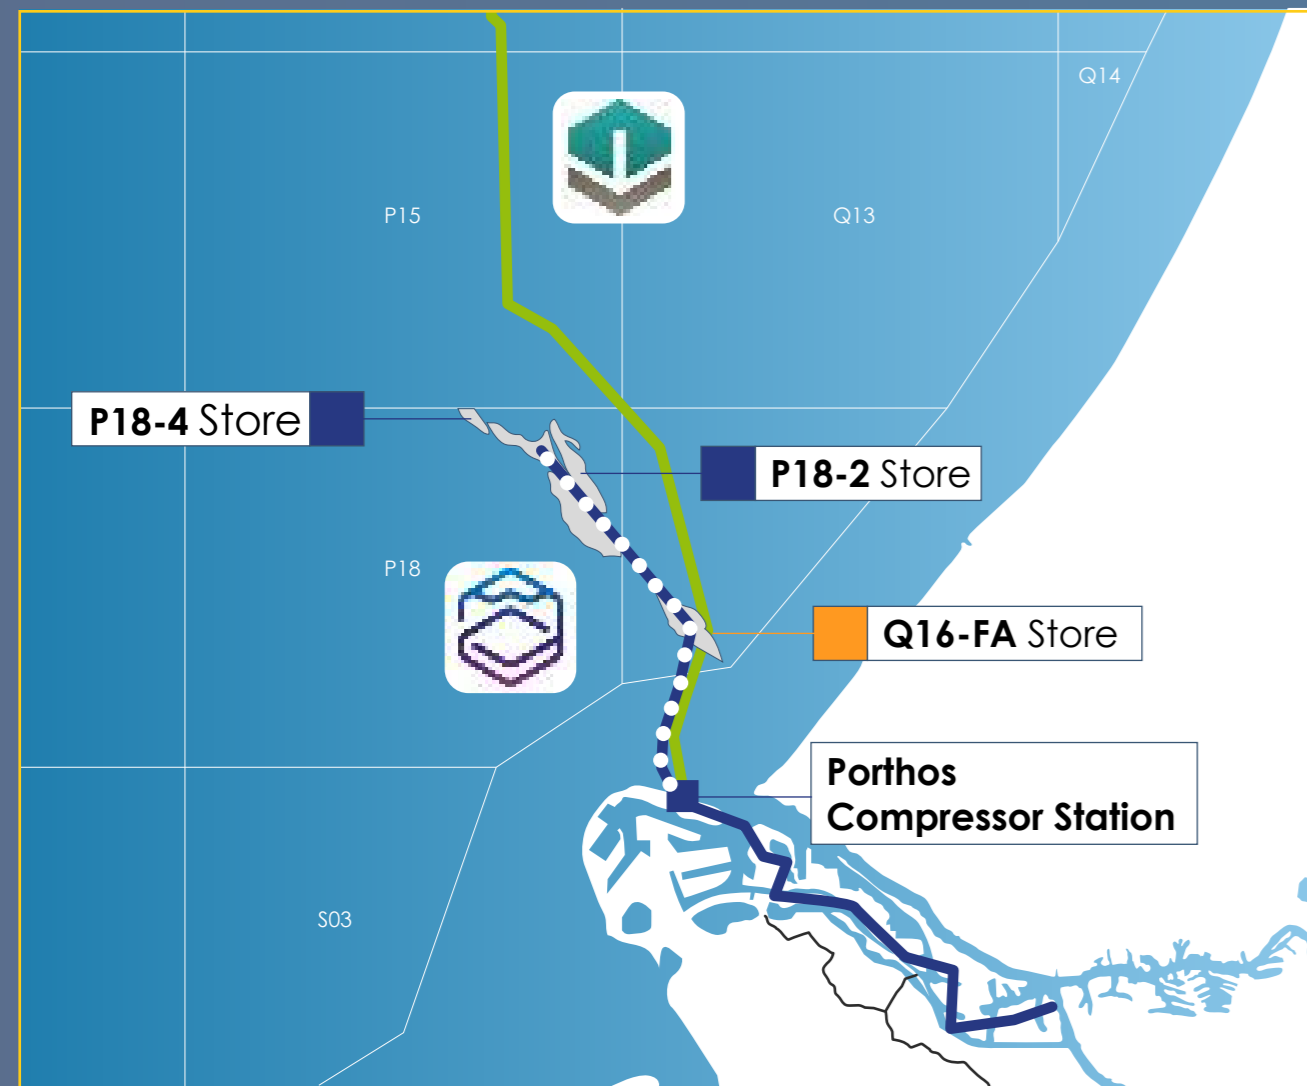 Q14
P15
Q13
P18-4 Store
P18-2 Store
P18
Q16-FA Store
Porthos
Compressor Station
S03